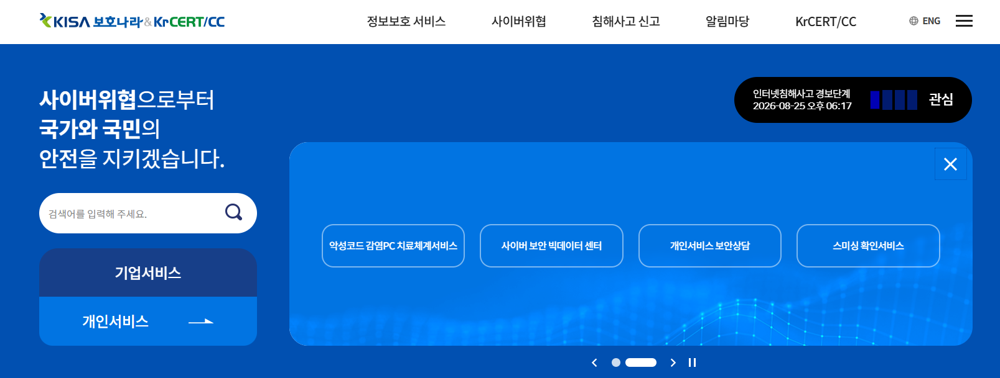 KISA 보호나라&KrCERT/CC
정보보호 서비스
사이버위협
침해사고 신고
알림마당
KrCERT/CC
ENG
사이버위협으로부터
국가와 국민의
안전을 지키겠습니다.
인터넷침해사고 경보단계
2026-08-25 오후 06:17
관심
검색어를 입력해 주세요.
기업서비스
개인서비스
악성코드 감염PC 치료체계서비스
사이버 보안 빅데이터 센터
개인서비스 보안상담
스미싱 확인서비스